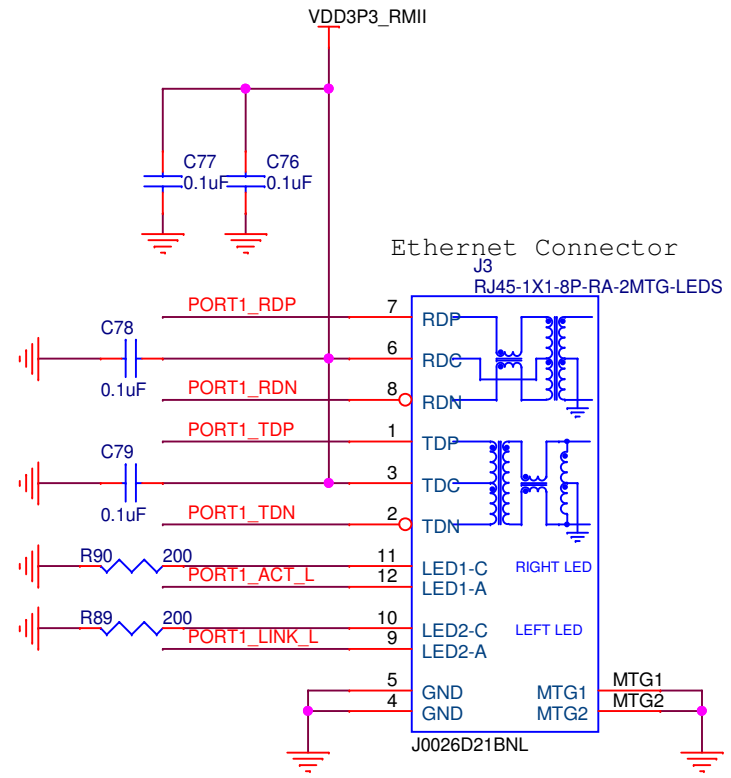 VDD3P3_RMII
C77
0.1uF
C76
0.1uF
Ethernet Connector
J3
RJ45-1X1-8P-RA-2MTG-LEDS
PORT1_RDP
7
RDP
C78
0.1uF
6
RDC
PORT1_RDN
8
RDN
PORT1_TDP
1
TDP
C79
0.1uF
3
TDC
PORT1_TDN
2
TDN
R90
200
11
LED1-C
RIGHT LED
PORT1_ACT_L
12
LED1-A
R89
200
10
LED2-C
LEFT LED
PORT1_LINK_L
9
LED2-A
5
GND
MTG1
MTG1
4
GND
MTG2
MTG2
J0026D21BNL